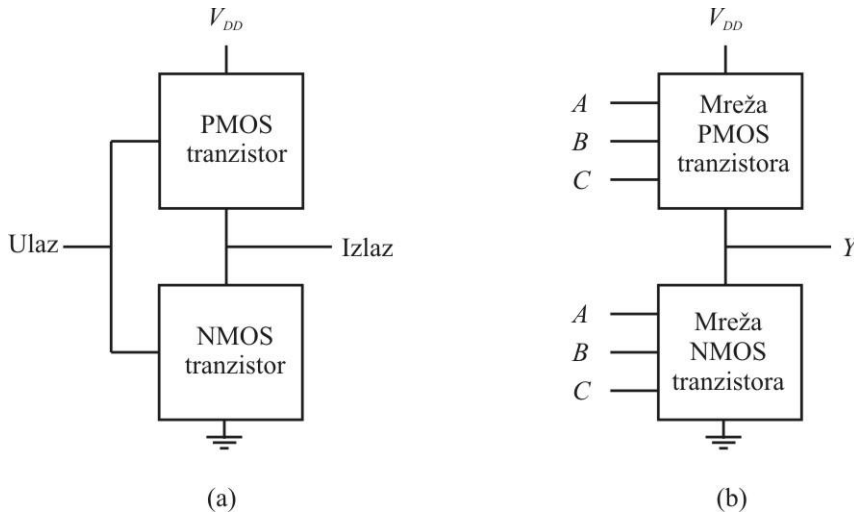 V_DD
PMOS
tranzistor
Ulaz
Izlaz
NMOS
tranzistor
(a)
V_DD
A
B
C
Mreža
PMOS
tranzistora
Y
A
B
C
Mreža
NMOS
tranzistora
(b)